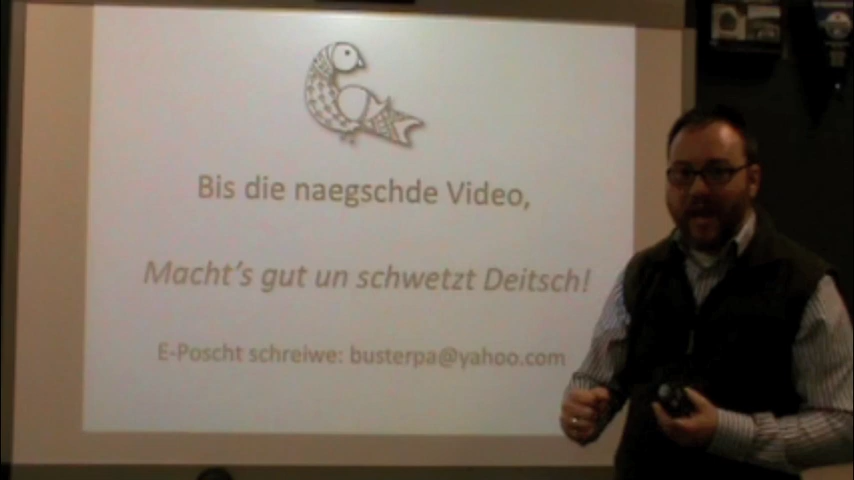 Bis die naegschde Video,
Macht's gut un schwetzt Deitsch!
E-Poscht schreiwe: busterpa@yahoo.com